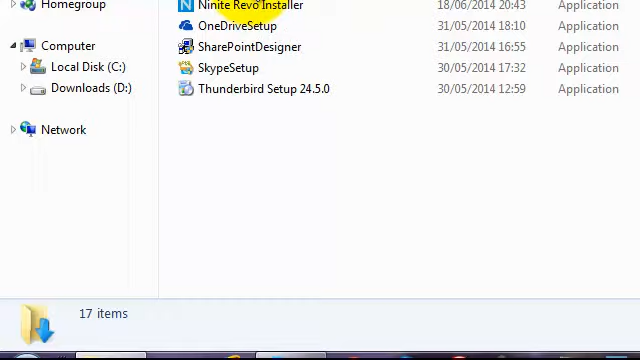 Homegroup
Ninite Revo Installer 18/06/2014 20:43 Application
OneDriveSetup 31/05/2014 18:10 Application
Computer
SharePointDesigner 31/05/2014 16:55 Application
Local Disk (C:)
SkypeSetup 30/05/2014 17:32 Application
Downloads (D:)
Thunderbird Setup 24.5.0 30/05/2014 12:59 Application
Network
17 items